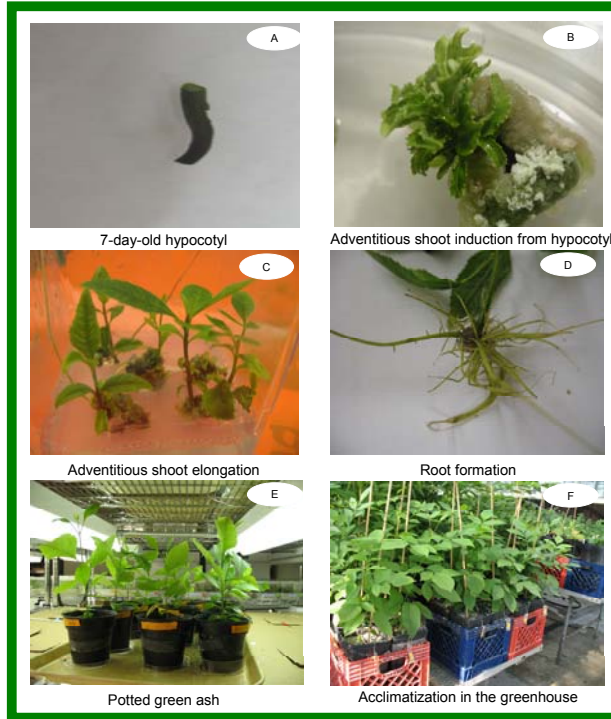 A
B
7-day-old hypocotyl
Adventitious shoot induction from hypocotyl
C
D
Adventitious shoot elongation
Root formation
E
F
Potted green ash
Acclimatization in the greenhouse